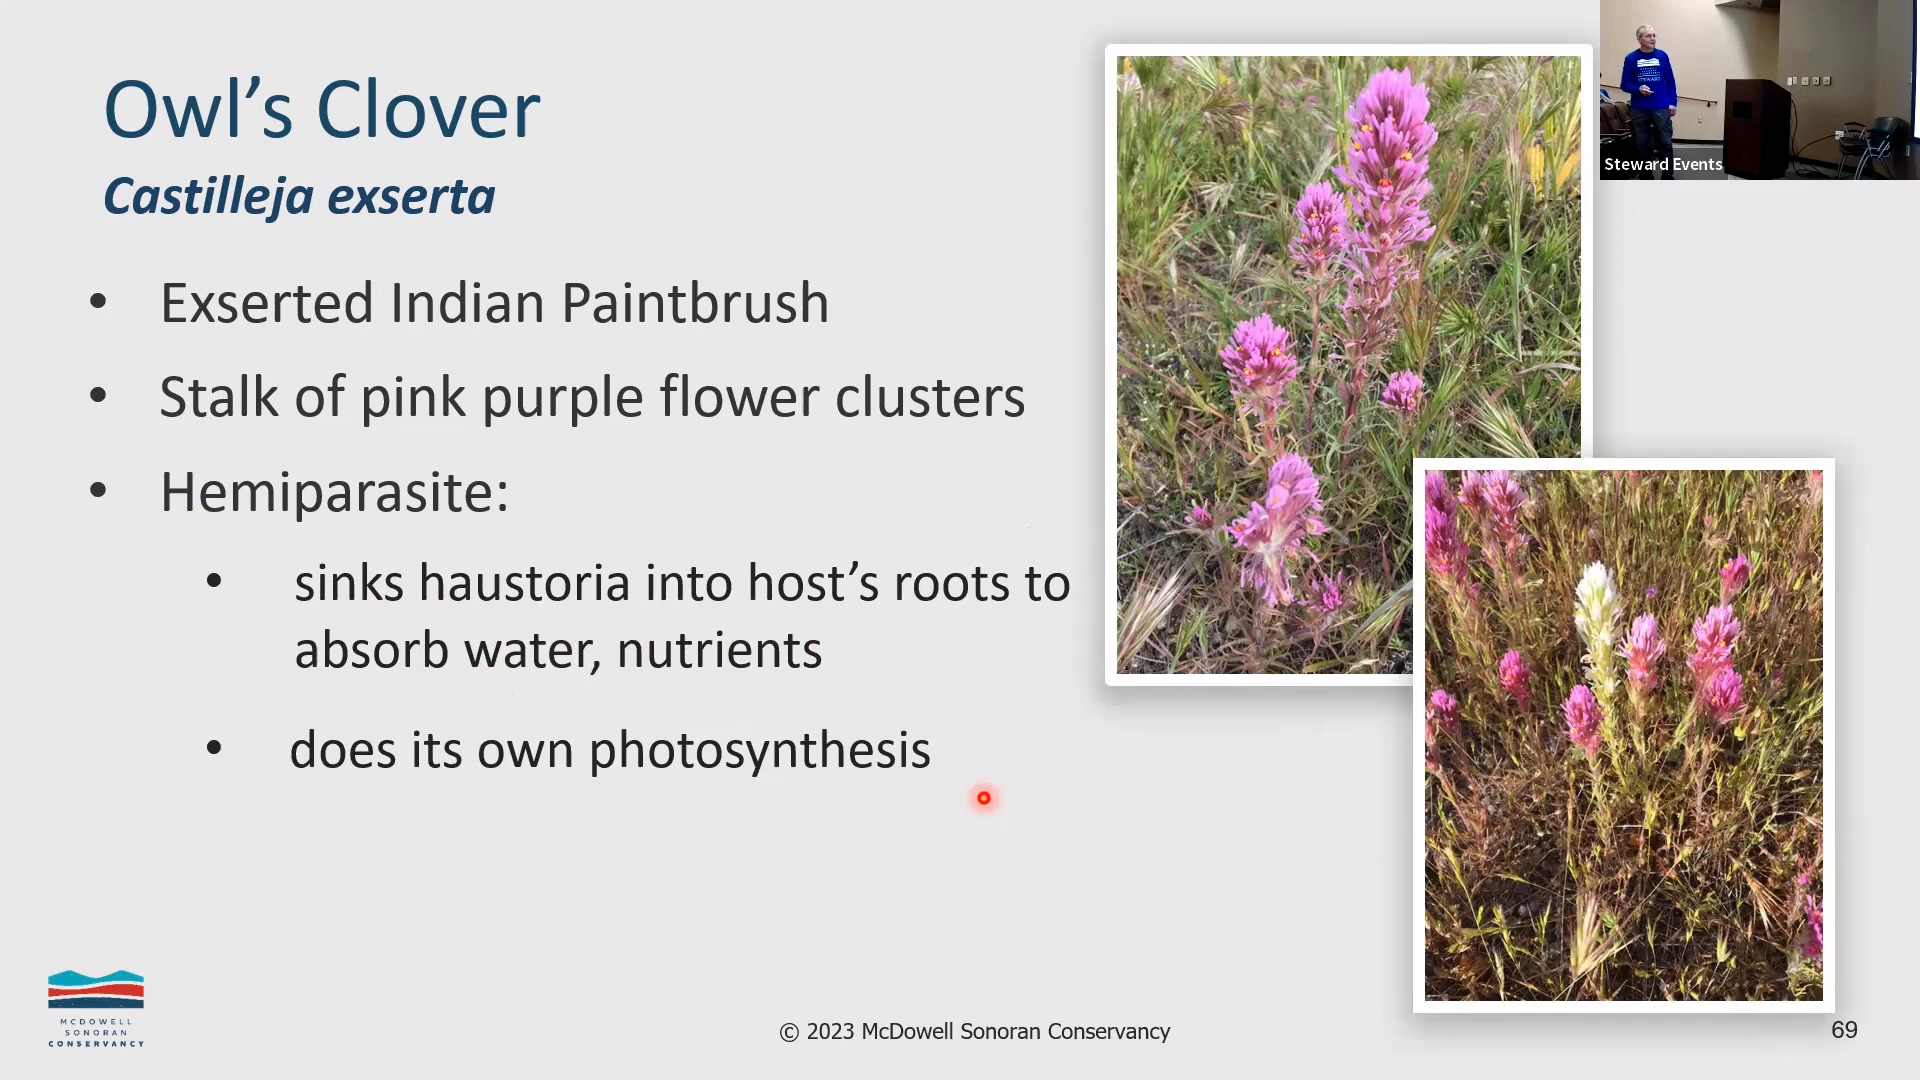 Owl’s Clover
Castilleja exserta
• Exserted Indian Paintbrush
• Stalk of pink purple flower clusters
• Hemiparasite:
• sinks haustoria into host’s roots to
absorb water, nutrients
• does its own photosynthesis
Steward Events
STEWARD
MCDOWELL
SONORAN
CONSERVANCY
© 2023 McDowell Sonoran Conservancy
69